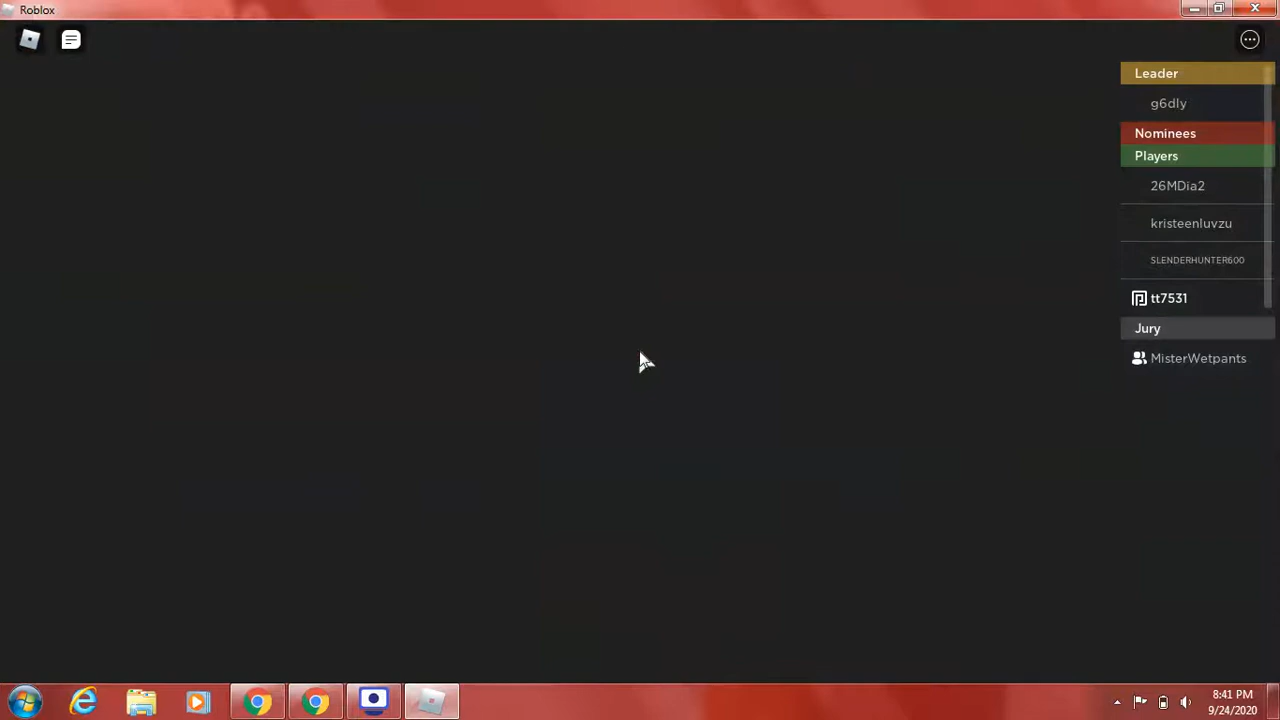 Roblox
Leader
g6dly
Nominees
Players
26MDia2
kristeenluvzu
SLENDERHUNTER600
tt7531
Jury
MisterWetpants
8:41 PM
9/24/2020